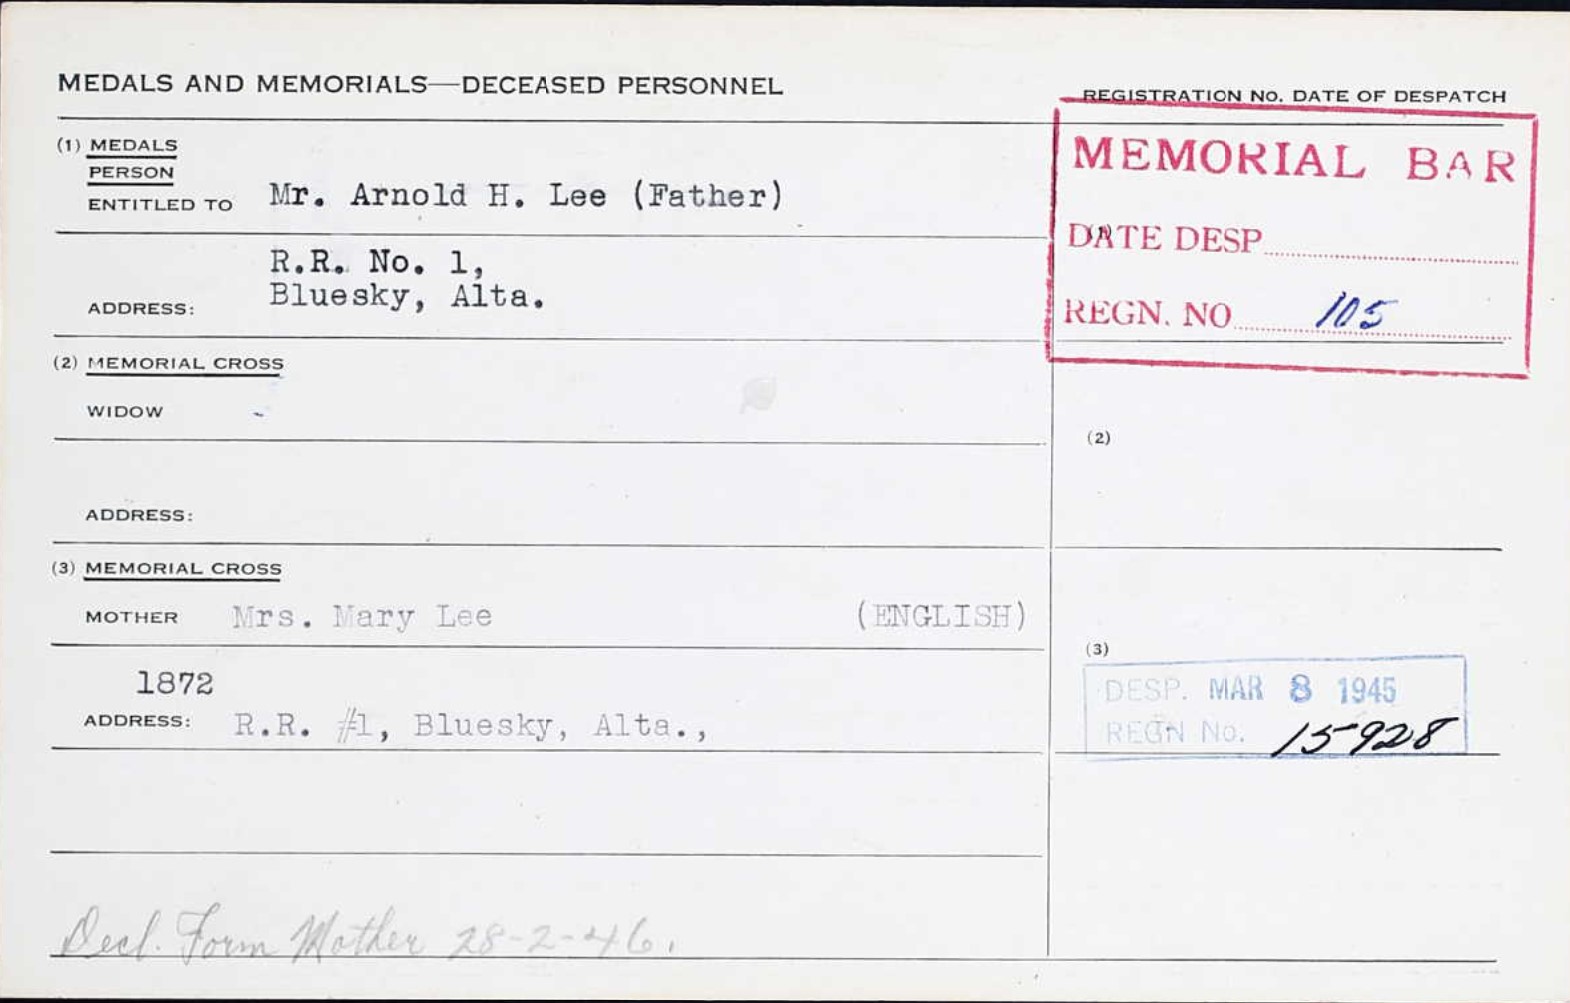 MEDALS AND MEMORIALS—DECEASED PERSONNEL
REGISTRATION NO. DATE OF DESPATCH
(1) MEDALS
PERSON
ENTITLED TO Mr. Arnold H. Lee (Father)
R.R. No. 1,
ADDRESS: Bluesky, Alta.
MEMORIAL BAR
DATE DESP
REGN. NO 105
(2) MEMORIAL CROSS
WIDOW -
(2)
ADDRESS:
(3) MEMORIAL CROSS
MOTHER Mrs. Mary Lee (ENGLISH)
(3)
1872
ADDRESS: R.R. #1, Bluesky, Alta.,
DESP. MAR 8 1945
REGN No. 15928
Decl. Form Mother 28-2-46.